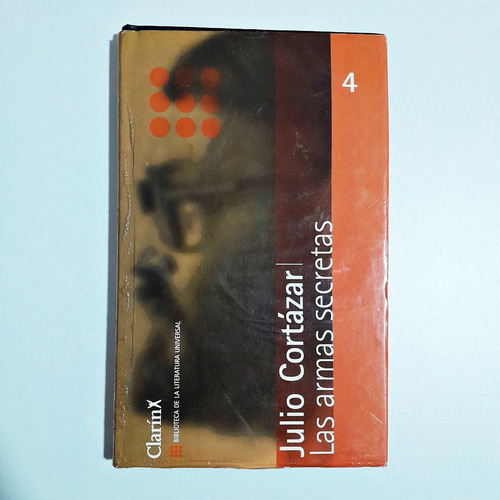 4
Julio Cortázar
Las armas secretas
Clarín
BIBLIOTECA DE LA LITERATURA UNIVERSAL